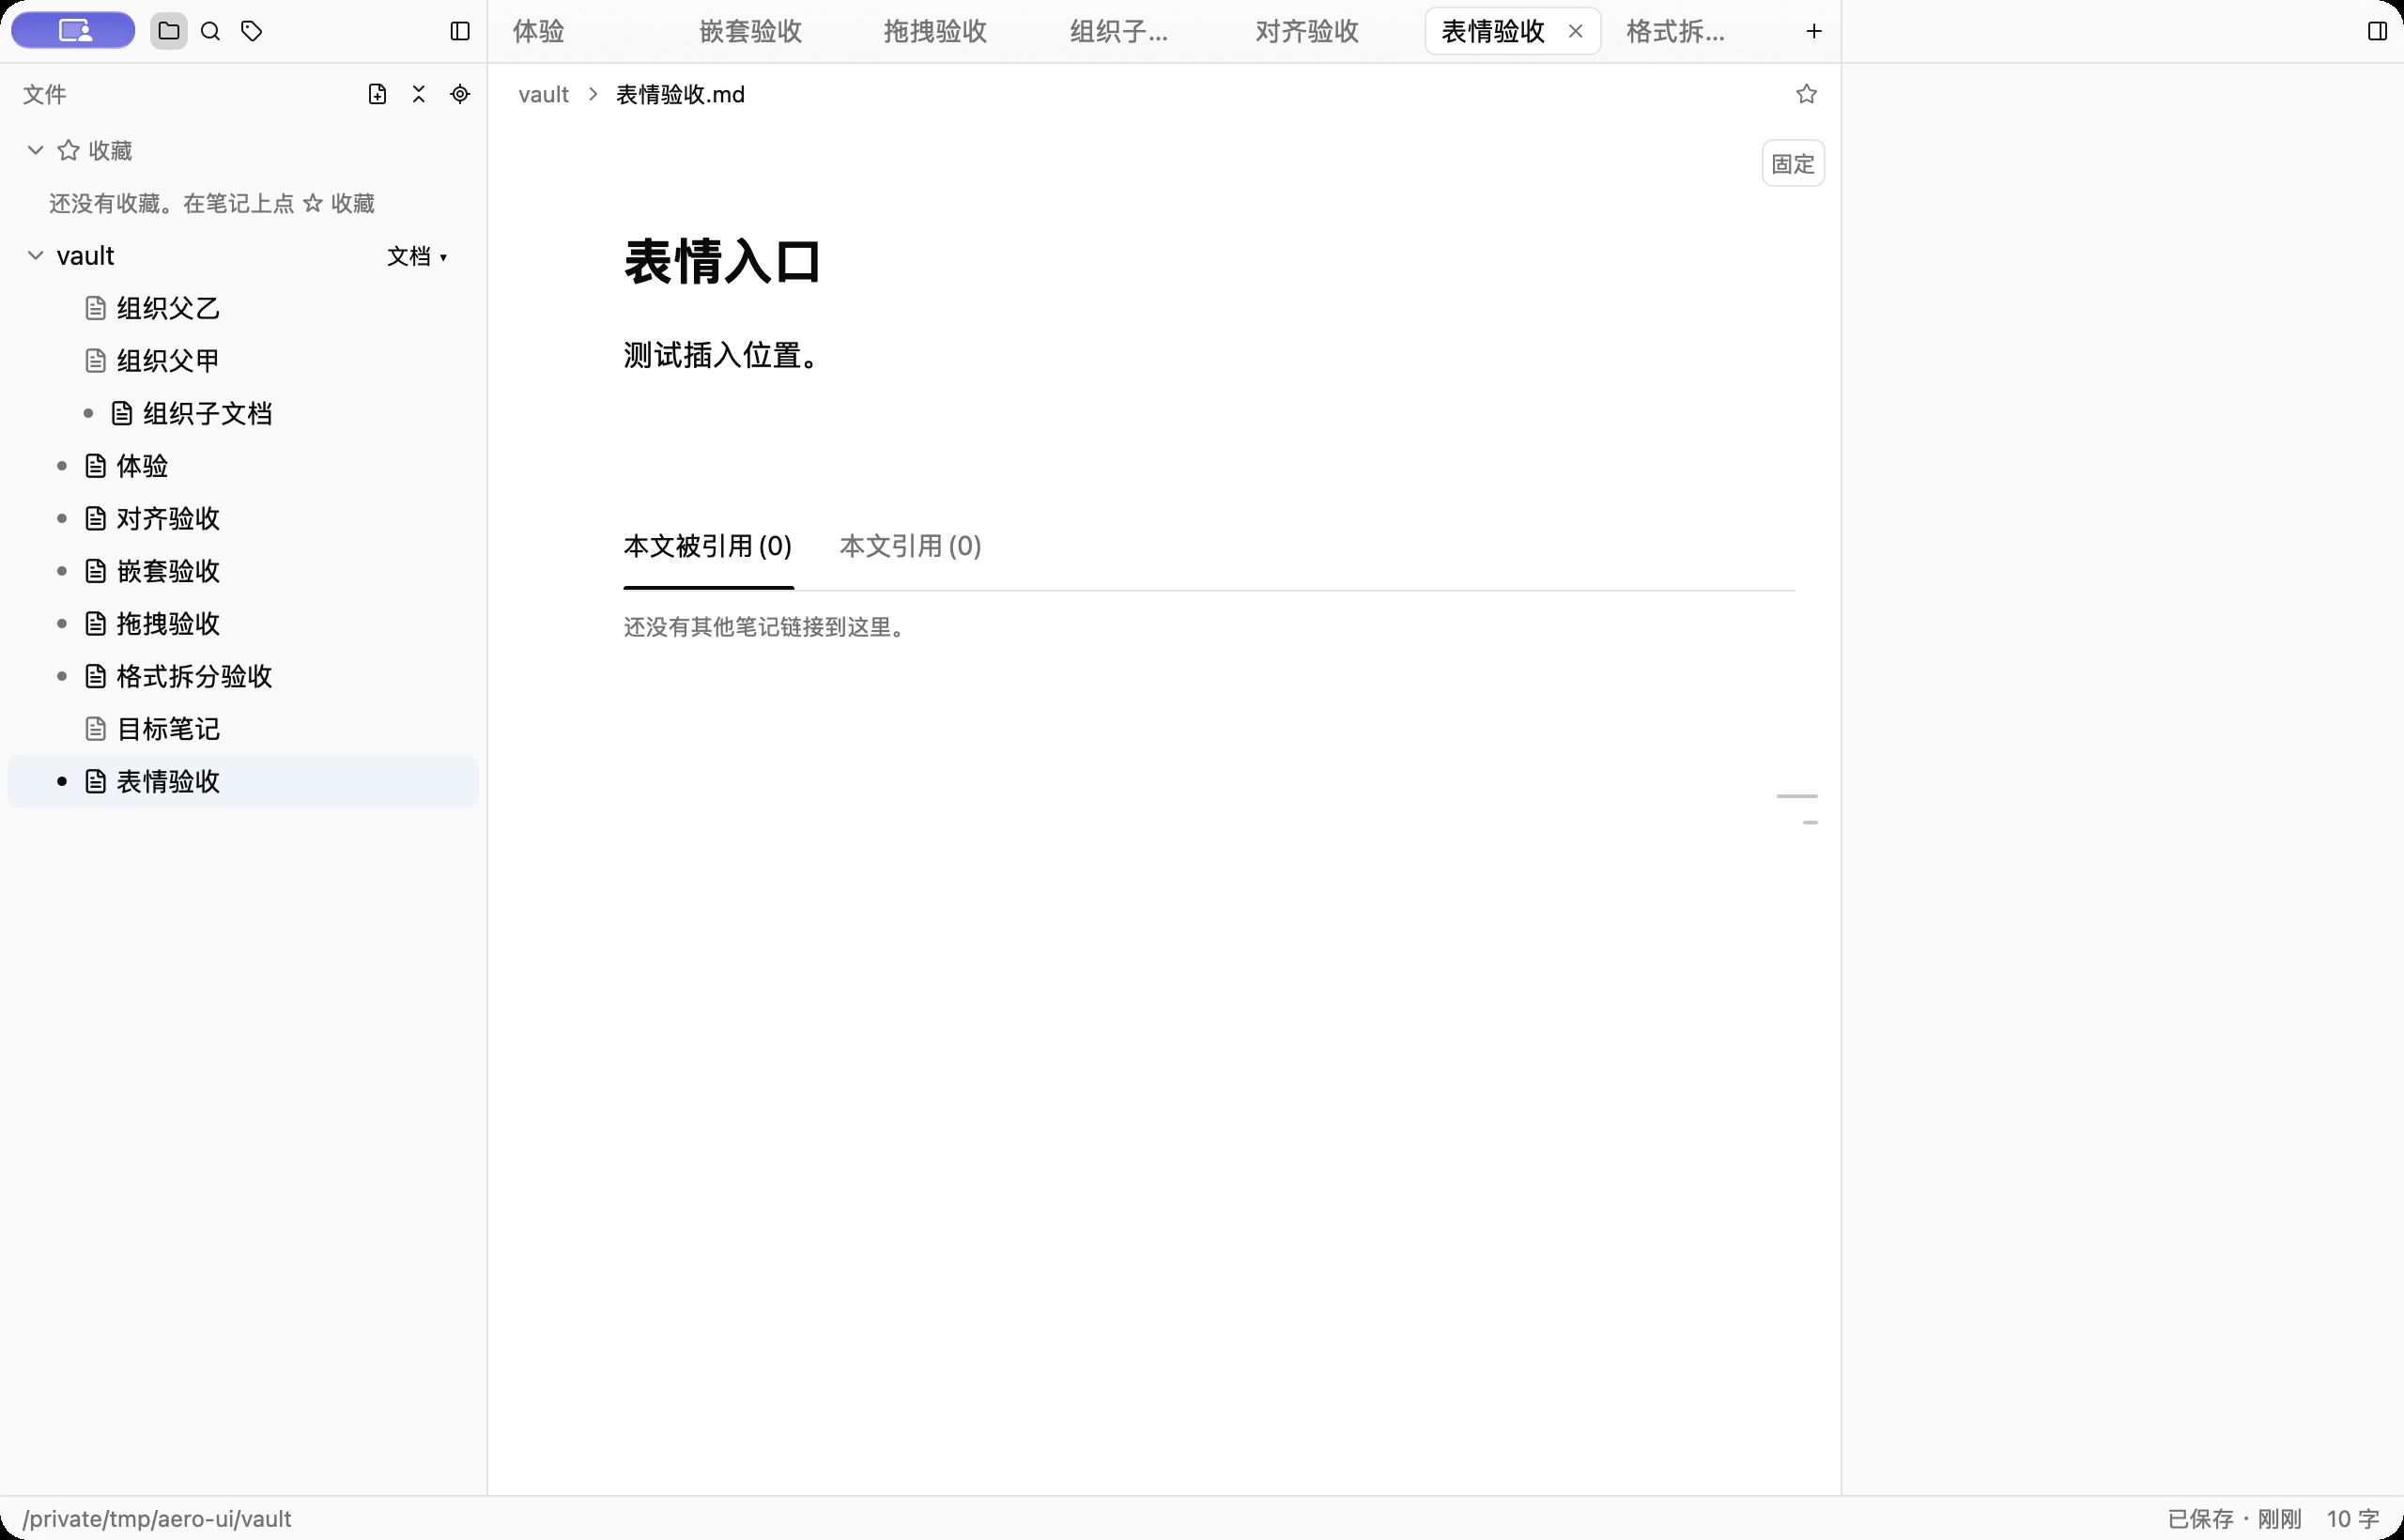 体验 嵌套验收 拖拽验收 组织子... 对齐验收 表情验收 格式拆...
文件
vault > 表情验收.md
收藏
固定
还没有收藏。在笔记上点 ☆ 收藏
vault 文档
组织父乙
组织父甲
组织子文档
体验
对齐验收
嵌套验收
拖拽验收
格式拆分验收
目标笔记
表情验收
表情入口
测试插入位置。
本文被引用 (0) 本文引用 (0)
还没有其他笔记链接到这里。
/private/tmp/aero-ui/vault
已保存 · 刚刚 10 字